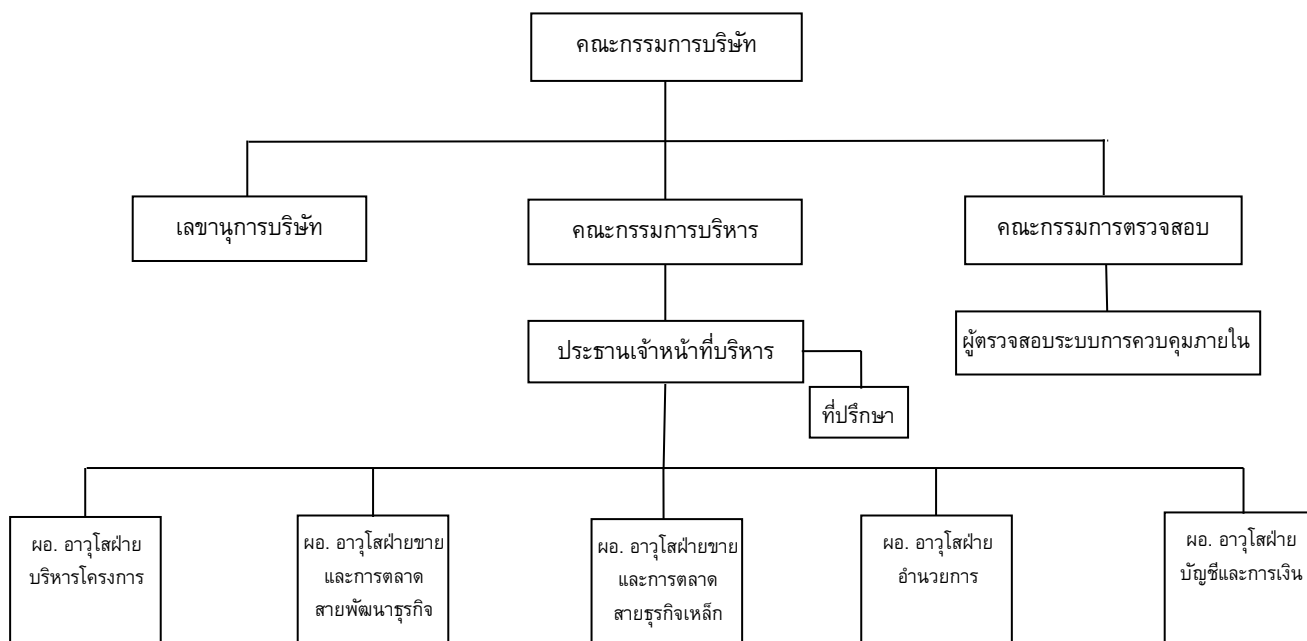 คณะกรรมการบริษัท
เลขานุการบริษัท
คณะกรรมการบริหาร
คณะกรรมการตรวจสอบ
ประธานเจ้าหน้าที่บริหาร
ผู้ตรวจสอบระบบการควบคุมภายใน
ที่ปรึกษา
ผอ. อาวุโสฝ่าย
บริหารโครงการ
ผอ. อาวุโสฝ่ายขาย
และการตลาด
สายพัฒนาธุรกิจ
ผอ. อาวุโสฝ่ายขาย
และการตลาด
สายธุรกิจเหล็ก
ผอ. อาวุโสฝ่าย
อำนวยการ
ผอ. อาวุโสฝ่าย
บัญชีและการเงิน